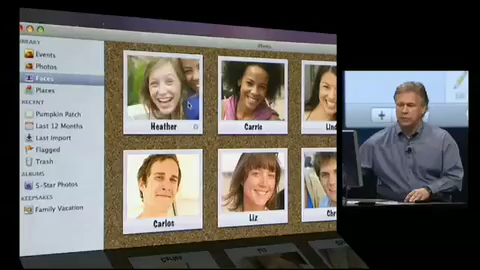 iPhoto
LIBRARY
Events
Photos
Faces
Places
RECENT
Pumpkin Patch
Last 12 Months
Last Import
Flagged
Trash
ALBUMS
5-Star Photos
KEEPSAKES
Family Vacation
Heather
Carrie
Carlos
Liz